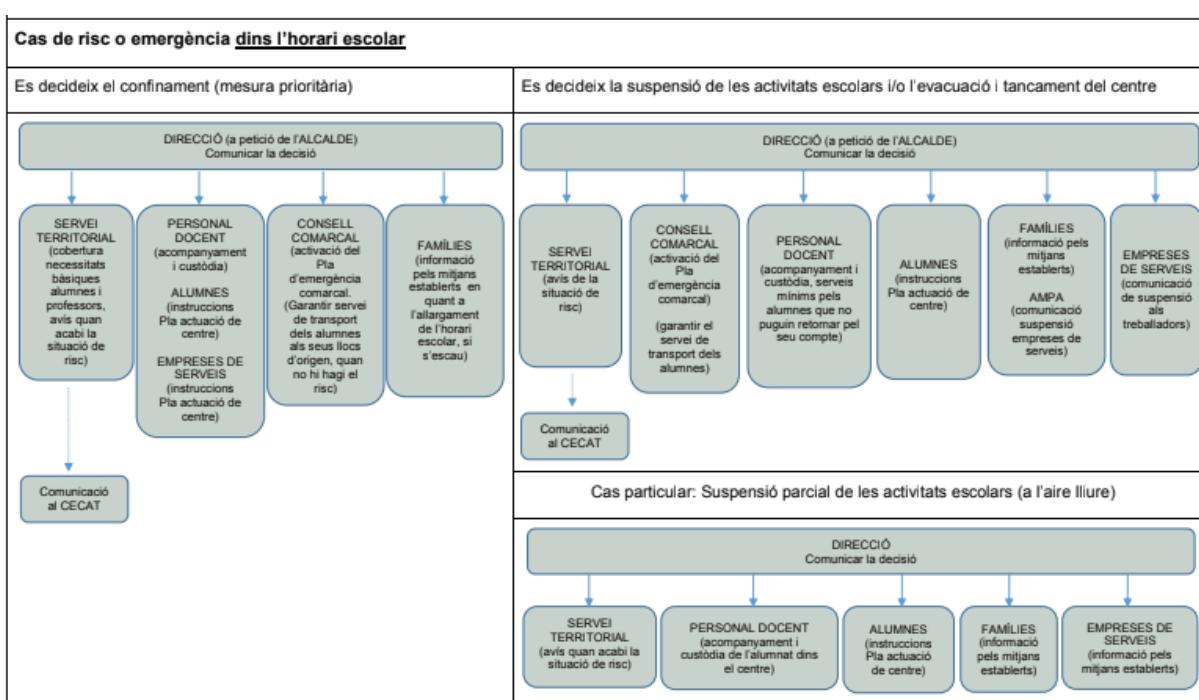 Cas de risc o emergència dins l'horari escolar
Es decideix el confinament (mesura prioritària)
DIRECCIÓ (a petició de l'ALCALDE)
Comunicar la decisió
SERVEI
TERRITORIAL
(cobertura
necessitats
bàsiques
alumnes i
professors,
avís quan
acabi la
situació de
risc)
Comunicació
al CECAT
PERSONAL
DOCENT
(acompanyament
i custòdia)
ALUMNES
(instruccions
Pla actuació de
centre)
EMPRESES DE
SERVEIS
(instruccions
Pla actuació de
centre)
CONSELL
COMARCAL
(activació del
Pla
d'emergència
comarcal.
(Garantir servei
de transport
dels alumnes
als seus llocs
d'origen, quan
no hi hagi el
risc)
FAMÍLIES
(informació
pels mitjans
establerts en
quant a
l'allargament
de l'horari
escolar, si
s'escau)
Es decideix la suspensió de les activitats escolars i/o l'evacuació i tancament del centre
DIRECCIÓ (a petició de l'ALCALDE)
Comunicar la decisió
SERVEI
TERRITORIAL
(avís de la
situació de
risc)
Comunicació
al CECAT
CONSELL
COMARCAL
(activació del
Pla
d'emergència
comarcal)
(garantir el
servei de
transport dels
alumnes)
PERSONAL
DOCENT
(acompanyament i
custòdia, serveis
mínims pels
alumnes que no
puguin retornar pel
seu compte)
ALUMNES
(instruccions
Pla actuació de
centre)
FAMÍLIES
(informació pels
mitjans
establerts)
AMPA
(comunicació
suspensió
empreses de
serveis)
EMPRESES
DE SERVEIS
(comunicació
de suspensió
als
treballadors)
Cas particular: Suspensió parcial de les activitats escolars (a l'aire lliure)
DIRECCIÓ
Comunicar la decisió
SERVEI
TERRITORIAL
(avís quan acabi la
situació de risc)
PERSONAL DOCENT
(acompanyament i
custòdia de l'alumnat dins
el centre)
ALUMNES
(instruccions
Pla actuació
de centre)
FAMÍLIES
(informació
pels mitjans
establerts)
EMPRESES DE
SERVEIS
(informació pels
mitjans establerts)